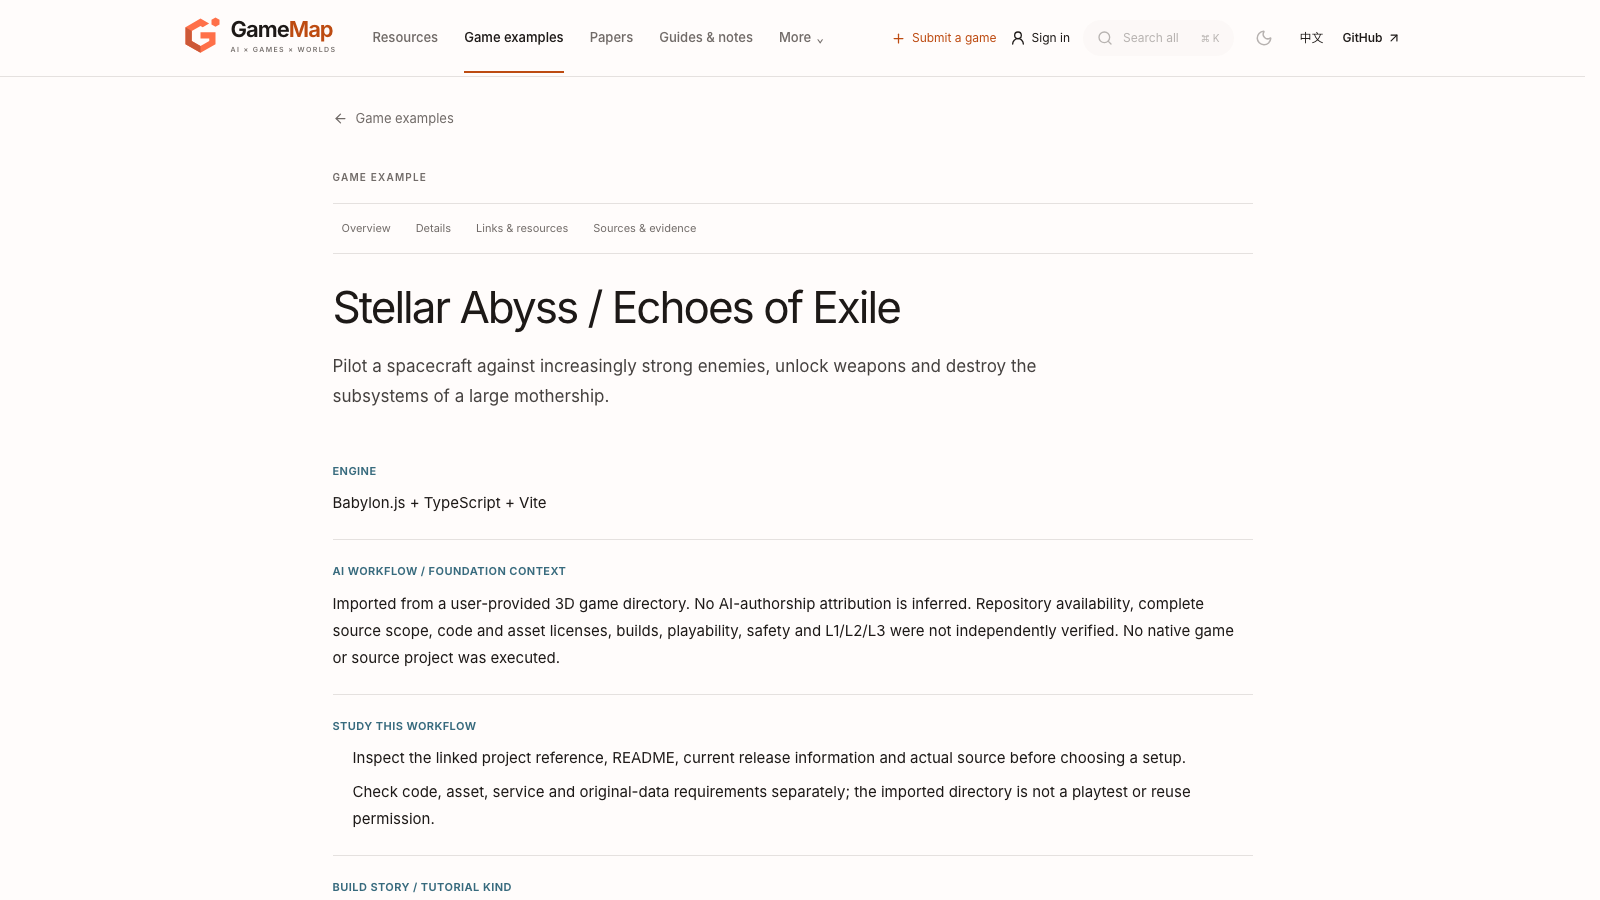 GameMap
AI × GAMES × WORLDS
Resources
Game examples
Papers
Guides & notes
More
Submit a game
Sign in
Search all
⌘ K
中文
GitHub
Game examples
GAME EXAMPLE
Overview
Details
Links & resources
Sources & evidence
Stellar Abyss / Echoes of Exile
Pilot a spacecraft against increasingly strong enemies, unlock weapons and destroy the
subsystems of a large mothership.
ENGINE
Babylon.js + TypeScript + Vite
AI WORKFLOW / FOUNDATION CONTEXT
Imported from a user-provided 3D game directory. No AI-authorship attribution is inferred. Repository availability, complete
source scope, code and asset licenses, builds, playability, safety and L1/L2/L3 were not independently verified. No native game
or source project was executed.
STUDY THIS WORKFLOW
Inspect the linked project reference, README, current release information and actual source before choosing a setup.
Check code, asset, service and original-data requirements separately; the imported directory is not a playtest or reuse
permission.
BUILD STORY / TUTORIAL KIND